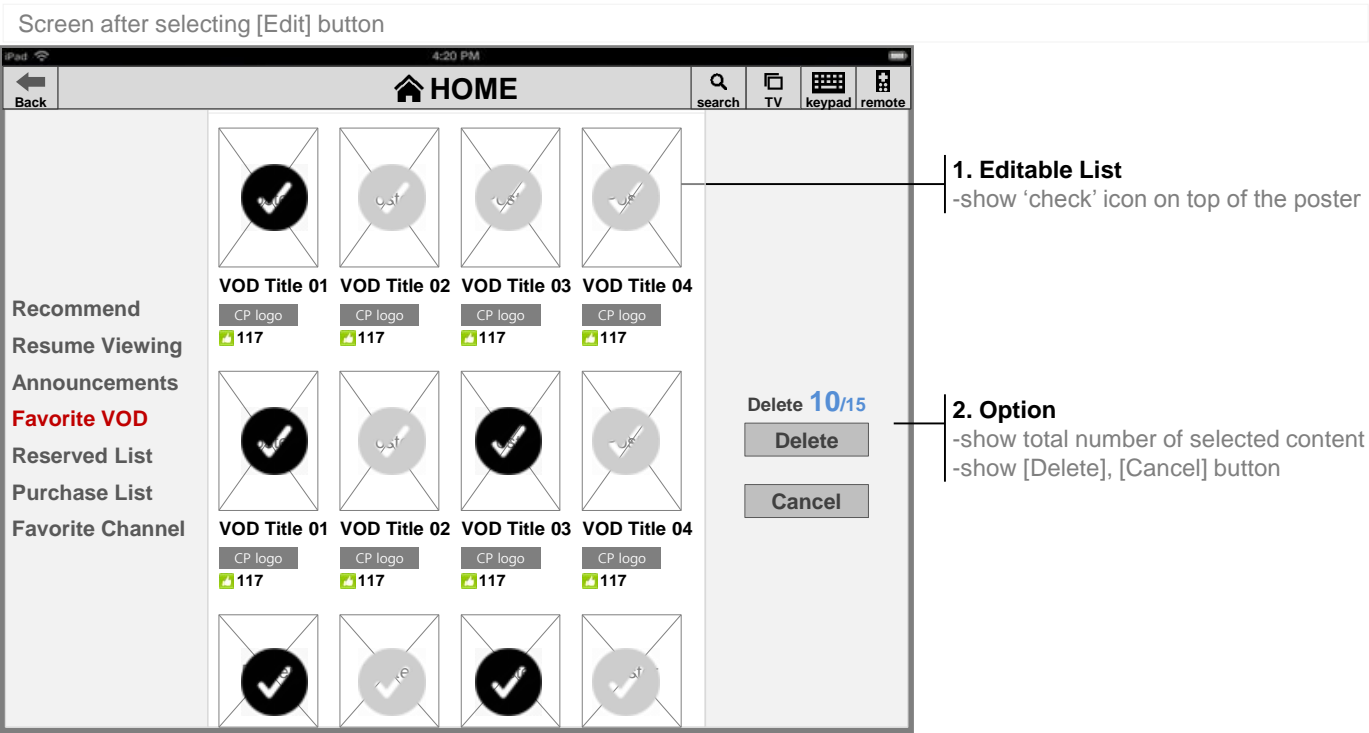 Screen after selecting [Edit] button
iPad 4:20 PM
Back
HOME
search TV keypad remote
VOD Title 01 VOD Title 02 VOD Title 03 VOD Title 04
CP logo CP logo CP logo CP logo
117 117 117 117
VOD Title 01 VOD Title 02 VOD Title 03 VOD Title 04
CP logo CP logo CP logo CP logo
117 117 117 117
Recommend
Resume Viewing
Announcements
Favorite VOD
Reserved List
Purchase List
Favorite Channel
Delete 10/15
Delete
Cancel
1. Editable List
-show ‘check’ icon on top of the poster
2. Option
-show total number of selected content
-show [Delete], [Cancel] button